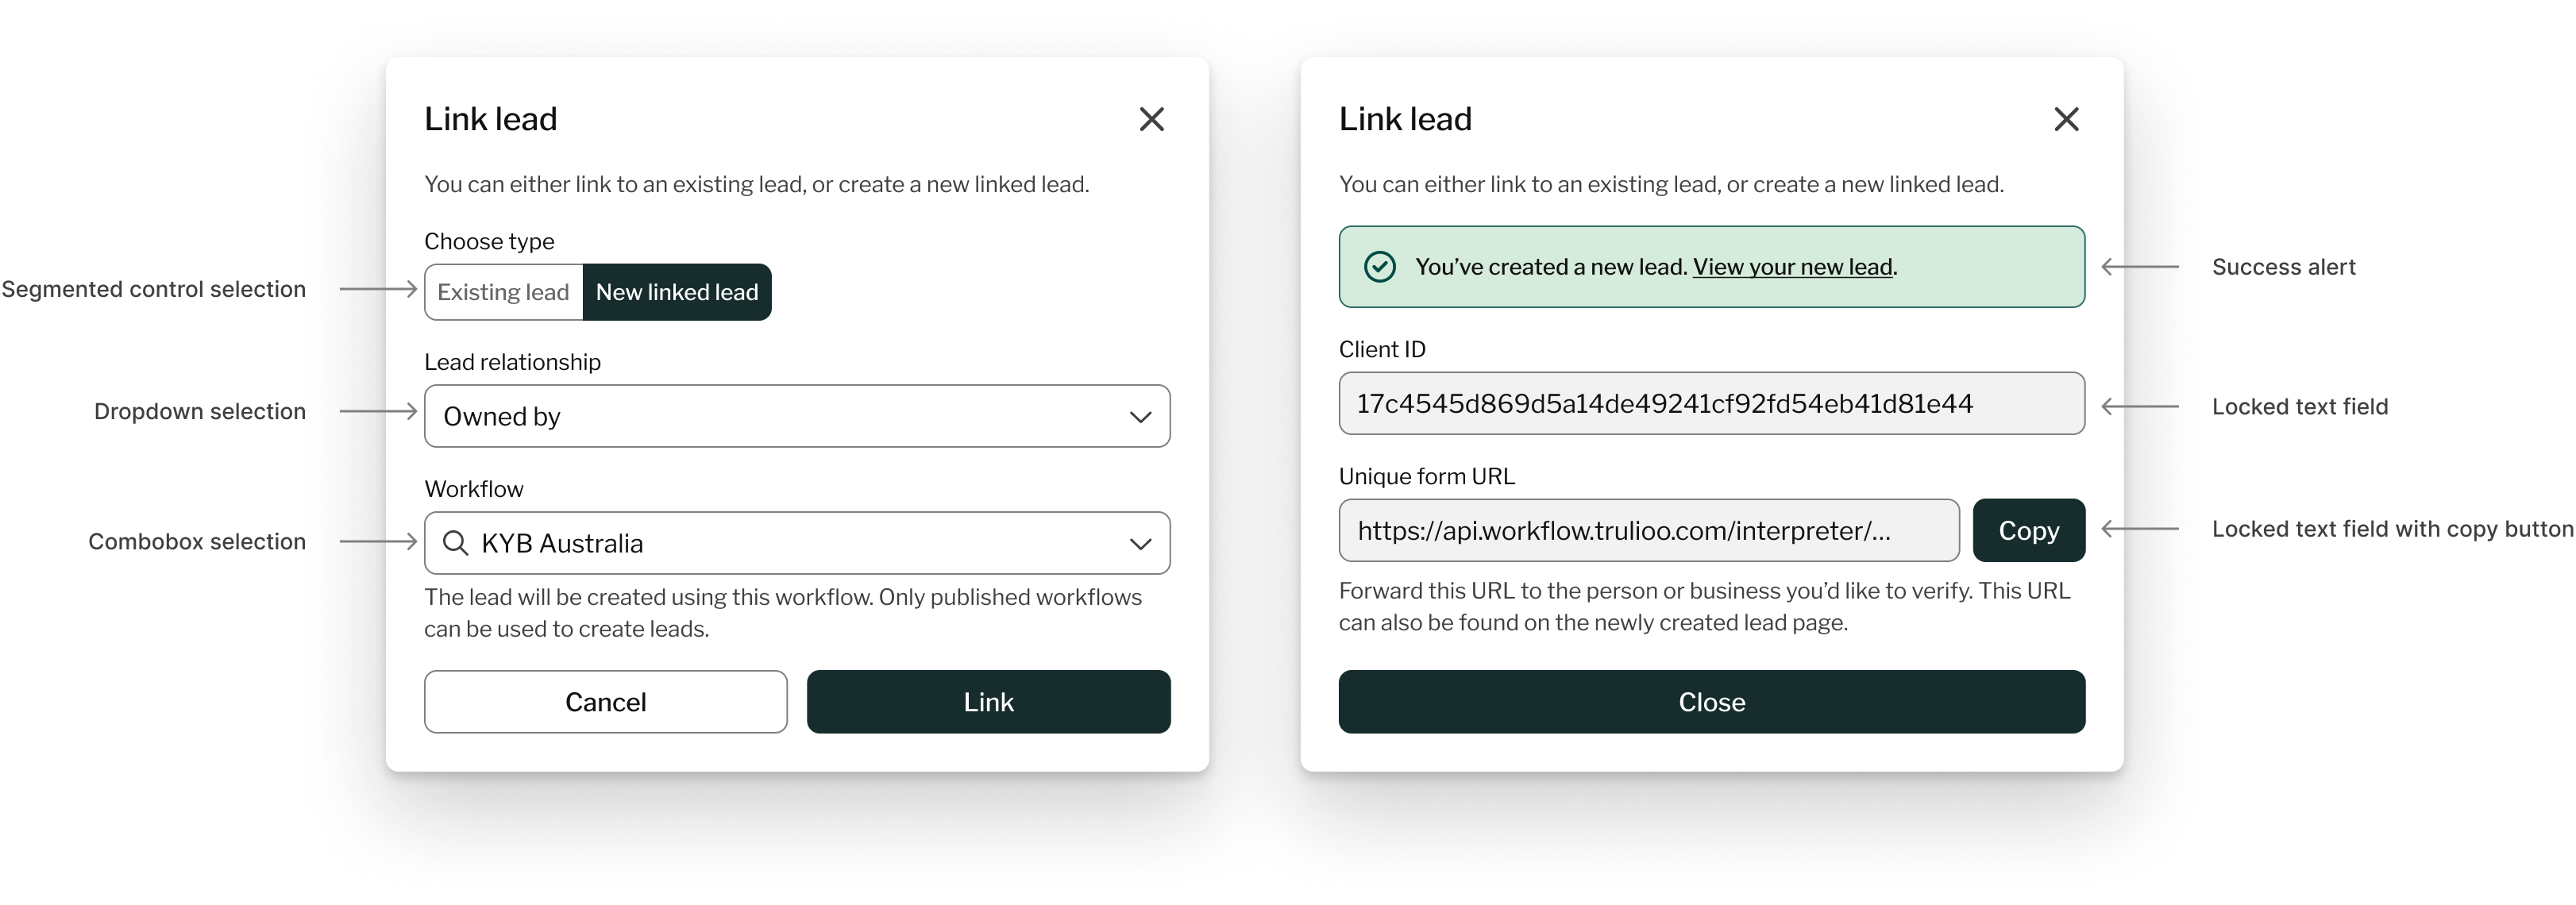 Link lead
You can either link to an existing lead, or create a new linked lead.
Choose type
Segmented control selection
Existing lead
New linked lead
Lead relationship
Dropdown selection
Owned by
Workflow
Combobox selection
KYB Australia
The lead will be created using this workflow. Only published workflows
can be used to create leads.
Cancel
Link
Link lead
You can either link to an existing lead, or create a new linked lead.
You’ve created a new lead. View your new lead.
Success alert
Client ID
17c4545d869d5a14de49241cf92fd54eb41d81e44
Locked text field
Unique form URL
https://api.workflow.trulioo.com/interpreter/...
Copy
Locked text field with copy button
Forward this URL to the person or business you’d like to verify. This URL
can also be found on the newly created lead page.
Close